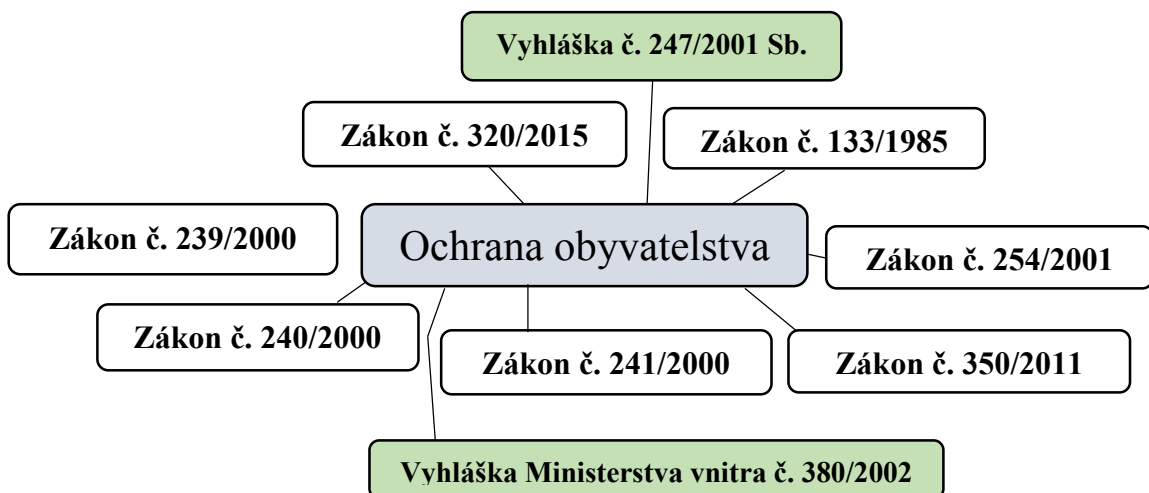 Vyhláška č. 247/2001 Sb.
Zákon č. 320/2015
Zákon č. 133/1985
Zákon č. 239/2000
Ochrana obyvatelstva
Zákon č. 254/2001
Zákon č. 240/2000
Zákon č. 241/2000
Zákon č. 350/2011
Vyhláška Ministerstva vnitra č. 380/2002